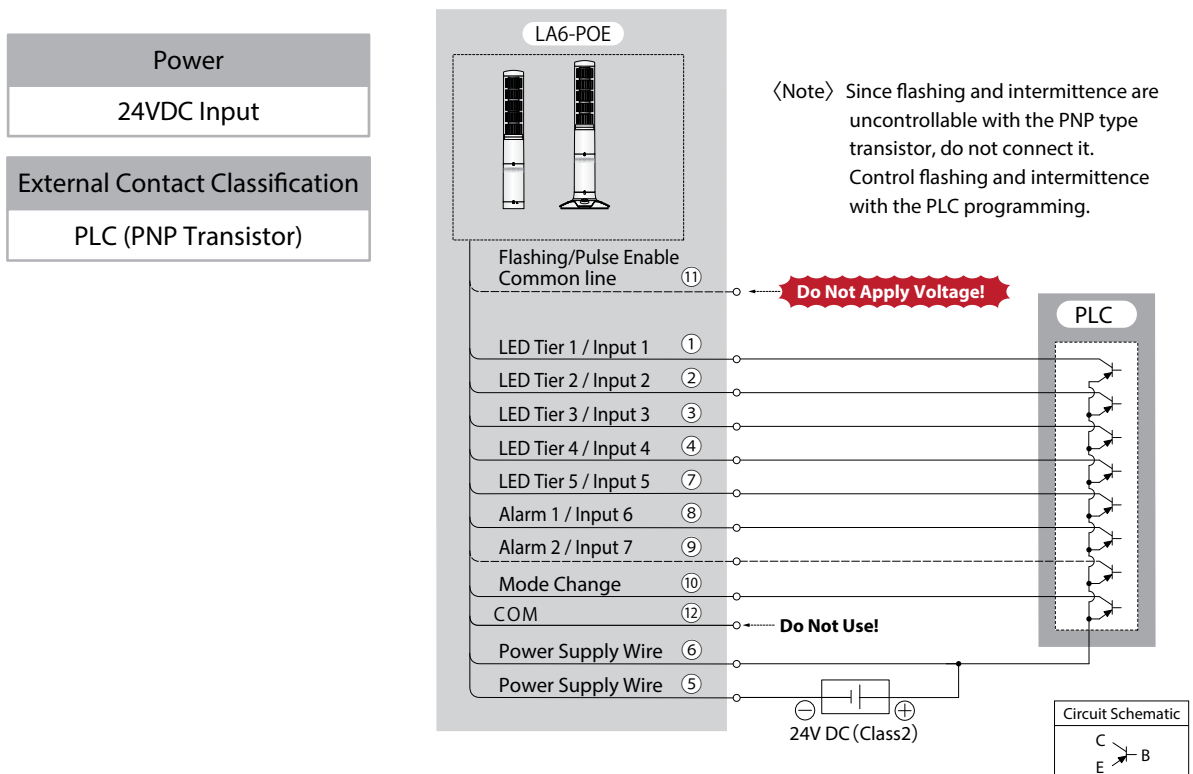 Power
24VDC Input
External Contact Classification
PLC (PNP Transistor)
LA6-POE
〈Note〉 Since flashing and intermittence are
uncontrollable with the PNP type
transistor, do not connect it.
Control flashing and intermittence
with the PLC programming.
Flashing/Pulse Enable
Common line ⑪
Do Not Apply Voltage!
PLC
LED Tier 1 / Input 1 ①
LED Tier 2 / Input 2 ②
LED Tier 3 / Input 3 ③
LED Tier 4 / Input 4 ④
LED Tier 5 / Input 5 ⑦
Alarm 1 / Input 6 ⑧
Alarm 2 / Input 7 ⑨
Mode Change ⑩
COM ⑫
Do Not Use!
Power Supply Wire ⑥
Power Supply Wire ⑤
⊖ ⊕
24V DC (Class2)
Circuit Schematic
C
B
E